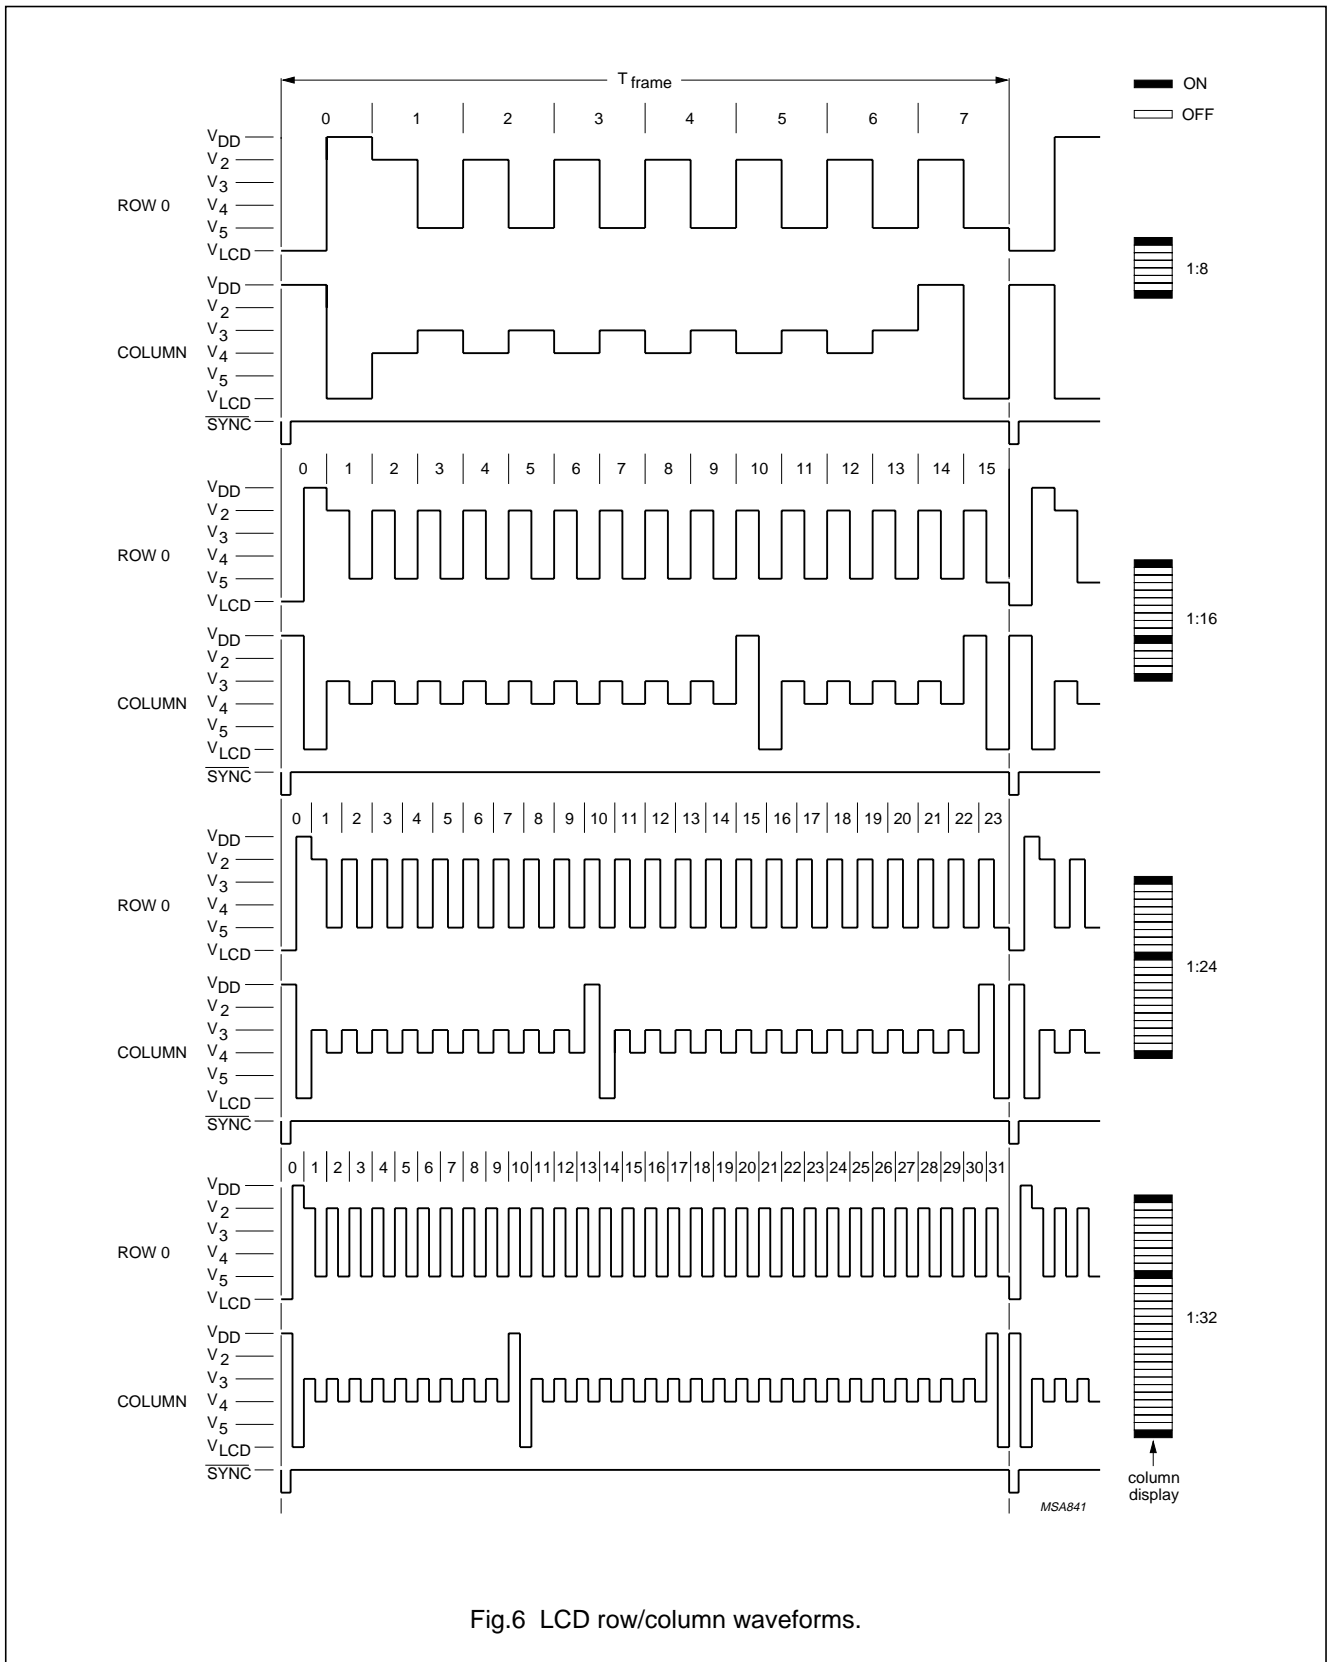 T frame
ON
OFF
0 1 2 3 4 5 6 7
ROW 0
VDD
V2
V3
V4
V5
VLCD
1:8
COLUMN
VDD
V2
V3
V4
V5
VLCD
SYNC
0 1 2 3 4 5 6 7 8 9 10 11 12 13 14 15
ROW 0
VDD
V2
V3
V4
V5
VLCD
1:16
COLUMN
VDD
V2
V3
V4
V5
VLCD
SYNC
0 1 2 3 4 5 6 7 8 9 10 11 12 13 14 15 16 17 18 19 20 21 22 23
ROW 0
VDD
V2
V3
V4
V5
VLCD
1:24
COLUMN
VDD
V2
V3
V4
V5
VLCD
SYNC
0 1 2 3 4 5 6 7 8 9 10 11 12 13 14 15 16 17 18 19 20 21 22 23 24 25 26 27 28 29 30 31
ROW 0
VDD
V2
V3
V4
V5
VLCD
1:32
COLUMN
VDD
V2
V3
V4
V5
VLCD
SYNC
column
display
MSA841
Fig.6 LCD row/column waveforms.